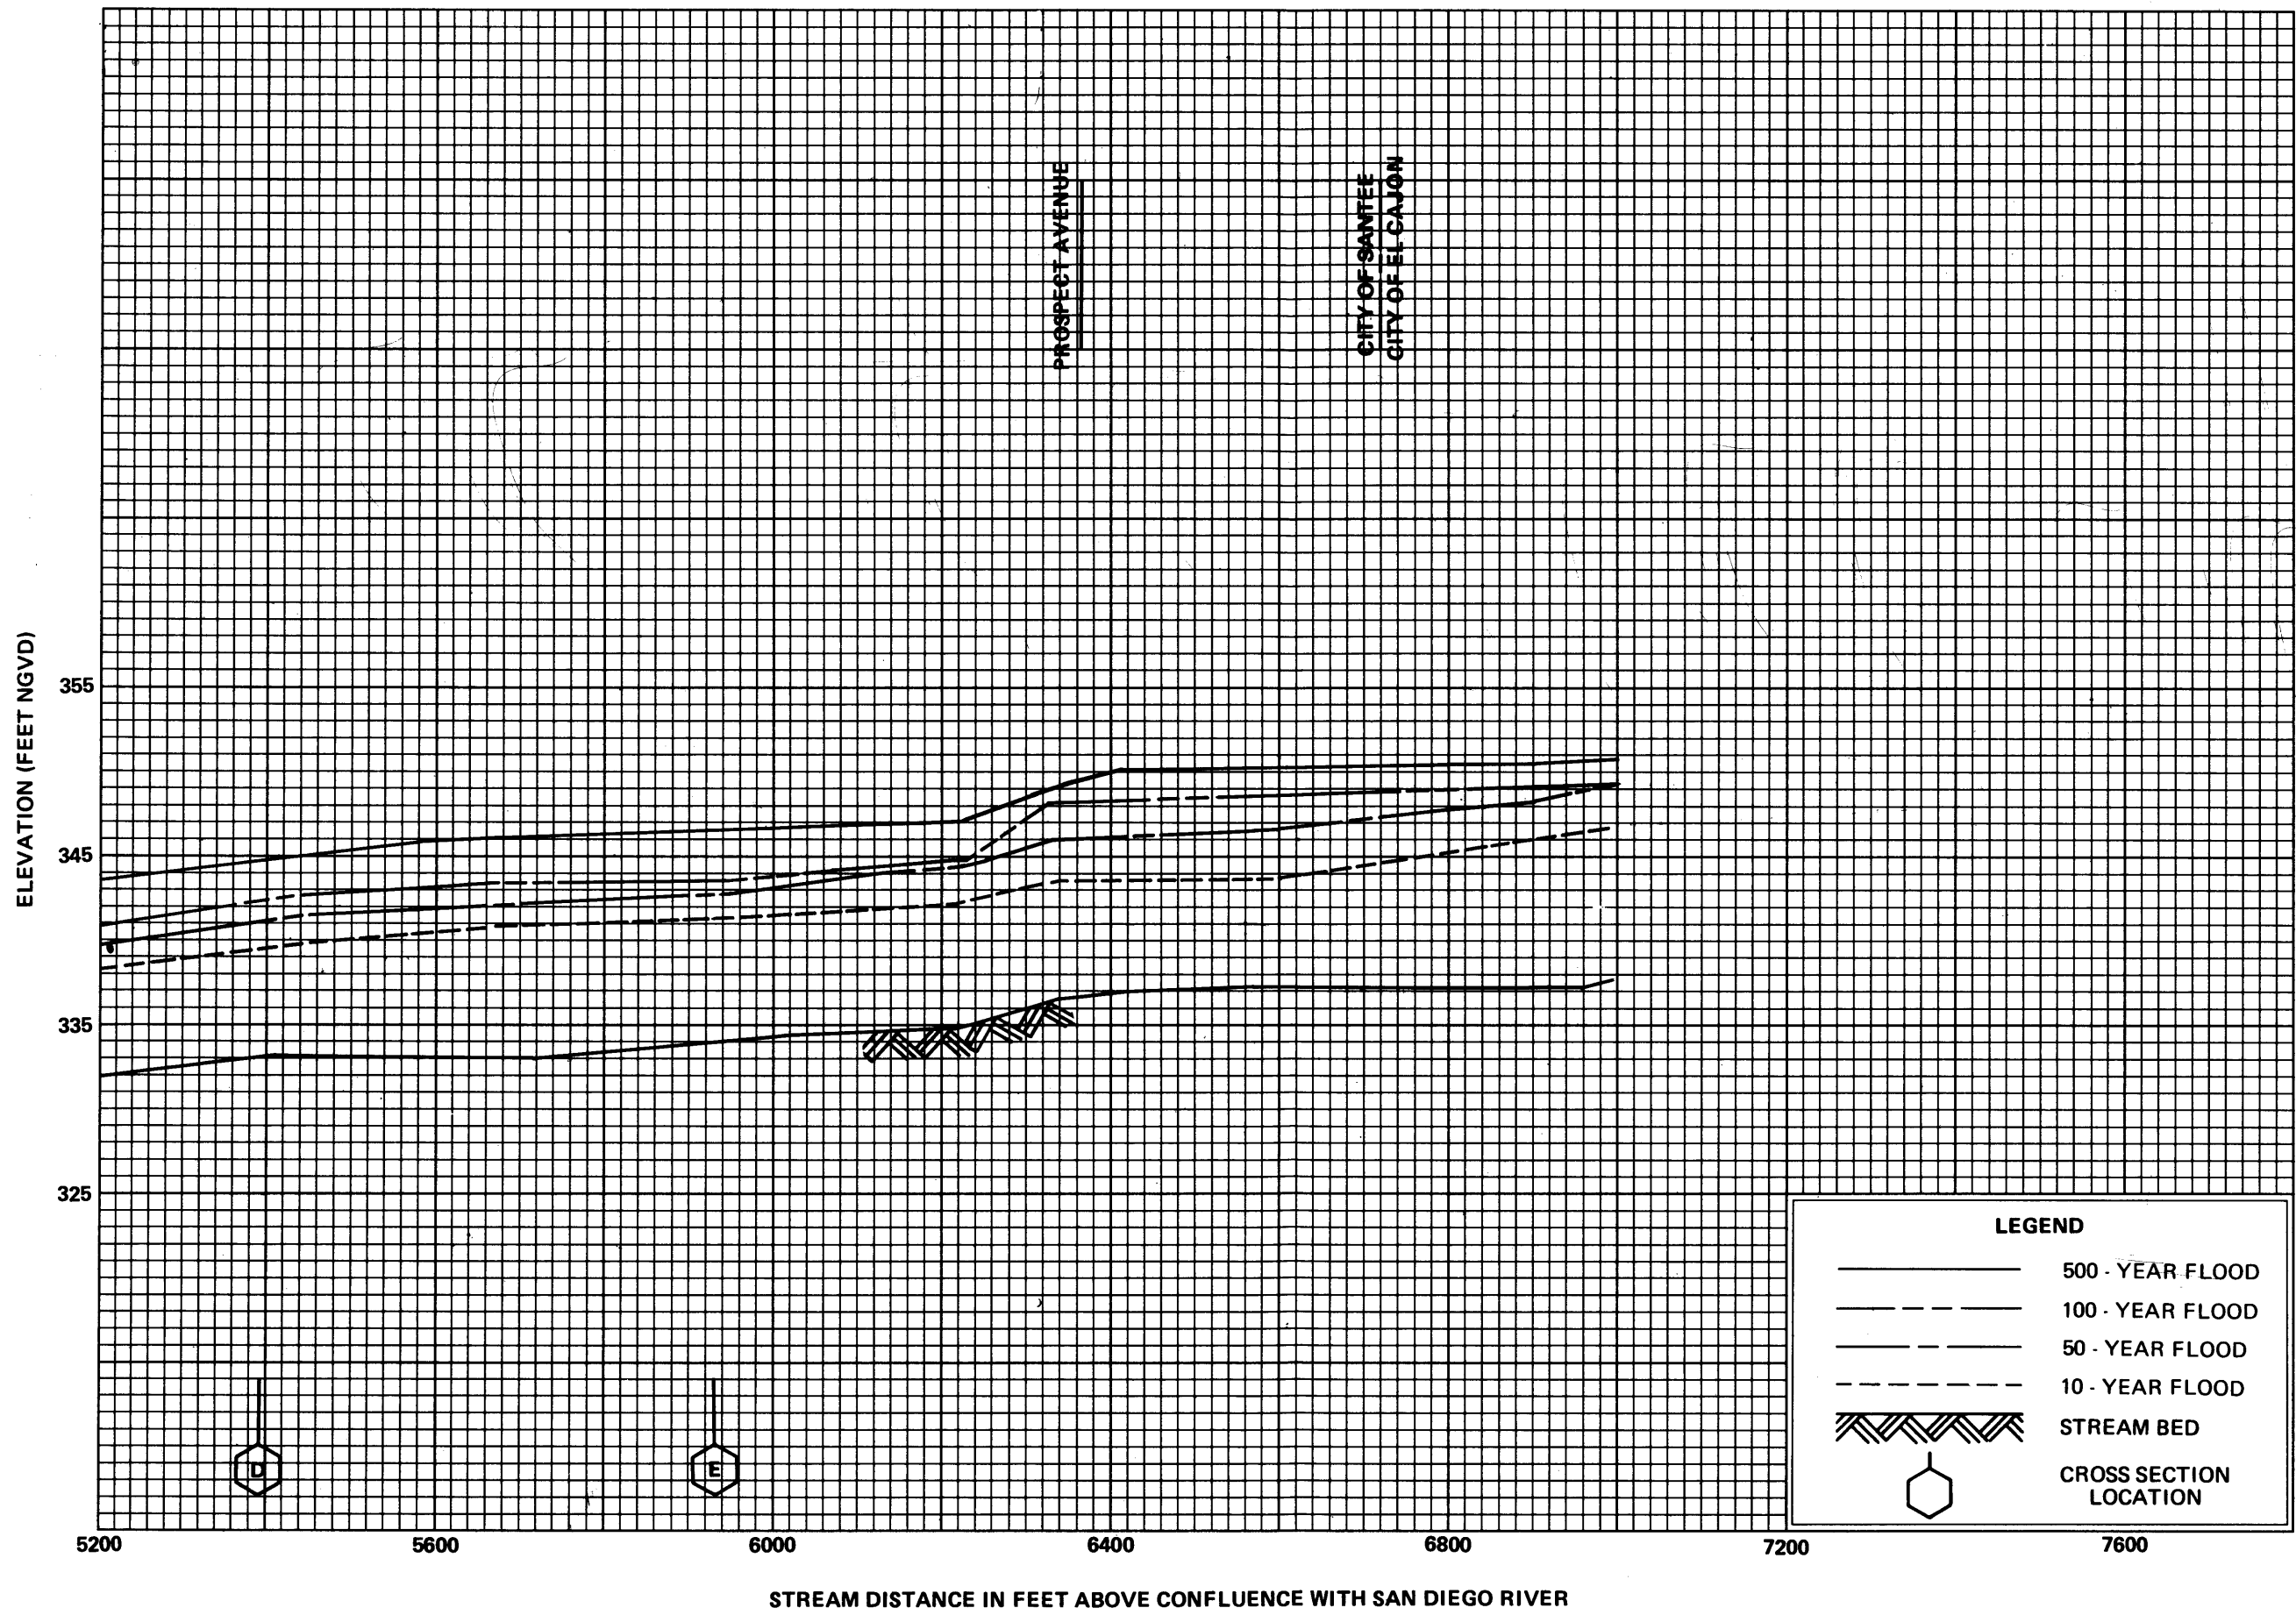 PROSPECT AVENUE
CITY OF SANTEE
CITY OF EL CAJON
ELEVATION (FEET NGVD)
355
345
335
325
D
E
5200
5600
6000
6400
6800
7200
7600
STREAM DISTANCE IN FEET ABOVE CONFLUENCE WITH SAN DIEGO RIVER
LEGEND
500 - YEAR FLOOD
100 - YEAR FLOOD
50 - YEAR FLOOD
10 - YEAR FLOOD
STREAM BED
CROSS SECTION
LOCATION